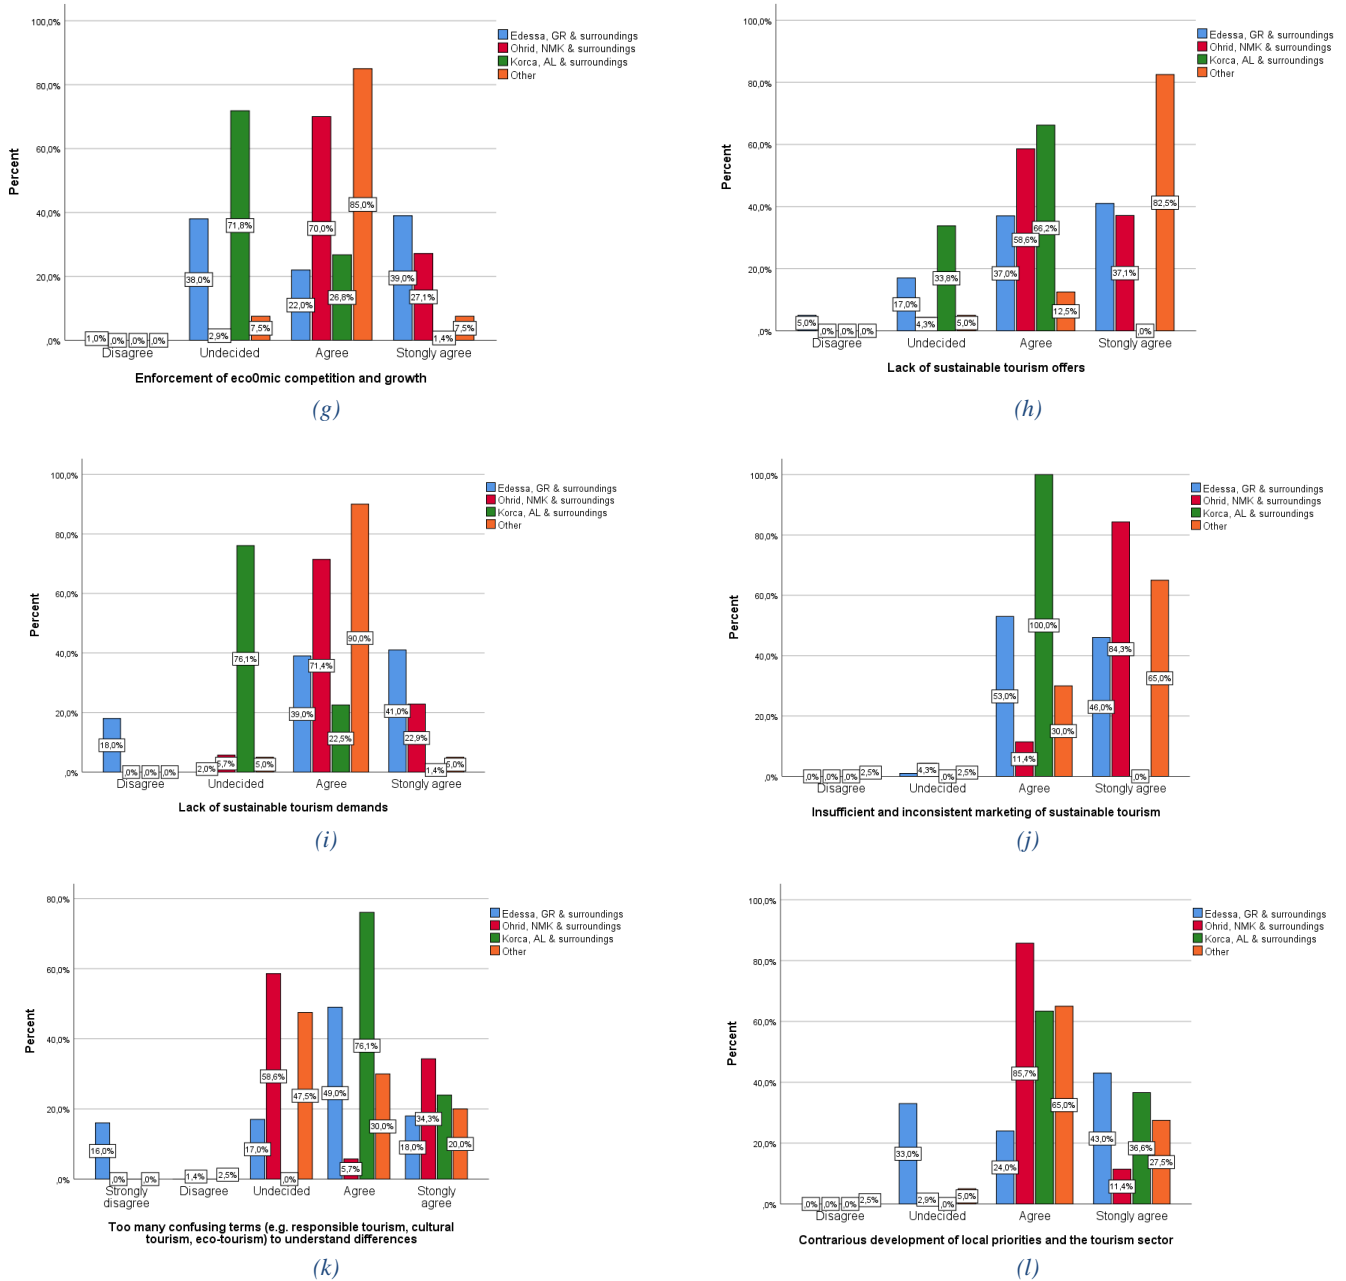 100,0%
80,0%
60,0%
40,0%
20,0%
,0%
Percent
Edessa, GR & surroundings
Ohrid, NMK & surroundings
Korca, AL & surroundings
Other
1,0%
,0%
,0%
,0%
38,0%
2,9%
71,8%
7,5%
22,0%
70,0%
26,8%
85,0%
39,0%
27,1%
1,4%
7,5%
Disagree
Undecided
Agree
Stongly agree
Enforcement of eco0mic competition and growth
(g)
100,0%
80,0%
60,0%
40,0%
20,0%
,0%
Percent
Edessa, GR & surroundings
Ohrid, NMK & surroundings
Korca, AL & surroundings
Other
5,0%
,0%
,0%
,0%
17,0%
4,3%
33,8%
5,0%
37,0%
58,6%
66,2%
12,5%
41,0%
37,1%
,0%
82,5%
Disagree
Undecided
Agree
Stongly agree
Lack of sustainable tourism offers
(h)
100,0%
80,0%
60,0%
40,0%
20,0%
,0%
Percent
Edessa, GR & surroundings
Ohrid, NMK & surroundings
Korca, AL & surroundings
Other
18,0%
,0%
,0%
,0%
2,0%
5,7%
76,1%
5,0%
39,0%
71,4%
22,5%
90,0%
41,0%
22,9%
1,4%
5,0%
Disagree
Undecided
Agree
Stongly agree
Lack of sustainable tourism demands
(i)
100,0%
80,0%
60,0%
40,0%
20,0%
,0%
Percent
Edessa, GR & surroundings
Ohrid, NMK & surroundings
Korca, AL & surroundings
Other
,0%
,0%
,0%
2,5%
4,3%
,0%
2,5%
53,0%
11,4%
100,0%
30,0%
46,0%
84,3%
,0%
65,0%
Disagree
Undecided
Agree
Stongly agree
Insufficient and inconsistent marketing of sustainable tourism
(j)
80,0%
60,0%
40,0%
20,0%
,0%
Percent
Edessa, GR & surroundings
Ohrid, NMK & surroundings
Korca, AL & surroundings
Other
16,0%
,0%
,0%
1,4%
2,5%
17,0%
58,6%
,0%
47,5%
49,0%
5,7%
76,1%
30,0%
18,0%
34,3%
20,0%
Strongly
disagree
Disagree
Undecided
Agree
Stongly
agree
Too many confusing terms (e.g. responsible tourism, cultural
tourism, eco-tourism) to understand differences
(k)
100,0%
80,0%
60,0%
40,0%
20,0%
,0%
Percent
Edessa, GR & surroundings
Ohrid, NMK & surroundings
Korca, AL & surroundings
Other
,0%
,0%
,0%
2,5%
33,0%
2,9%
,0%
5,0%
24,0%
85,7%
65,0%
43,0%
11,4%
36,6%
27,5%
Disagree
Undecided
Agree
Stongly agree
Contrarious development of local priorities and the tourism sector
(l)